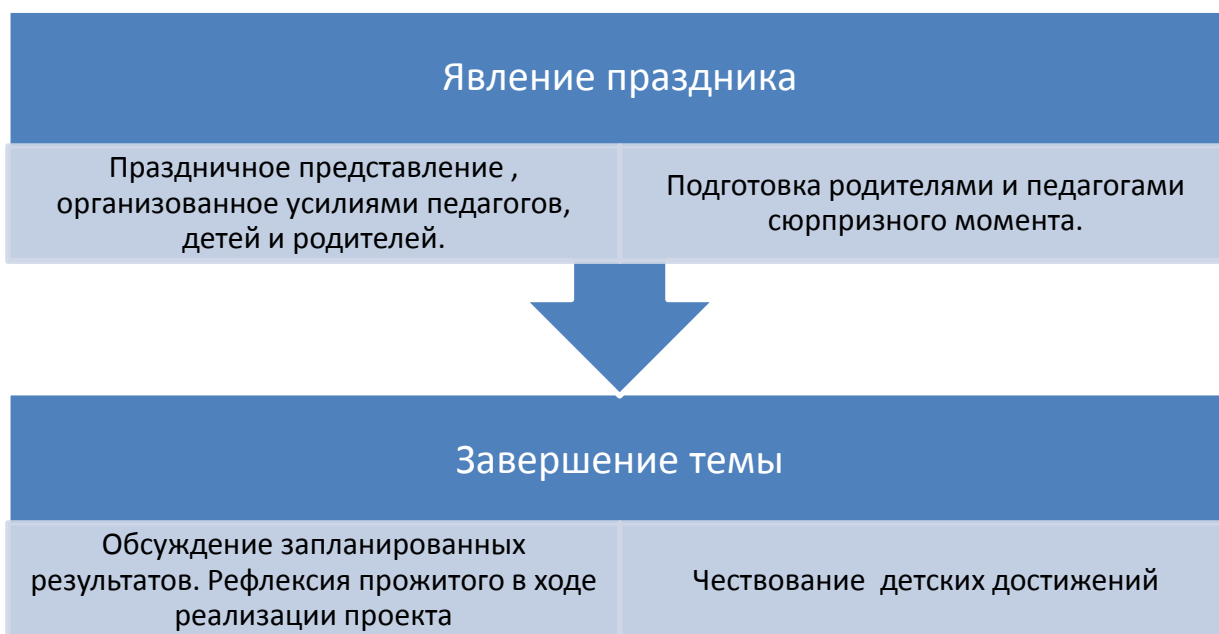 Явление праздника
Праздничное представление ,
организованное усилиями педагогов,
детей и родителей.
Подготовка родителями и педагогами
сюрпризного момента.
Завершение темы
Обсуждение запланированных
результатов. Рефлексия прожитого в ходе
реализации проекта
Чествование  детских достижений